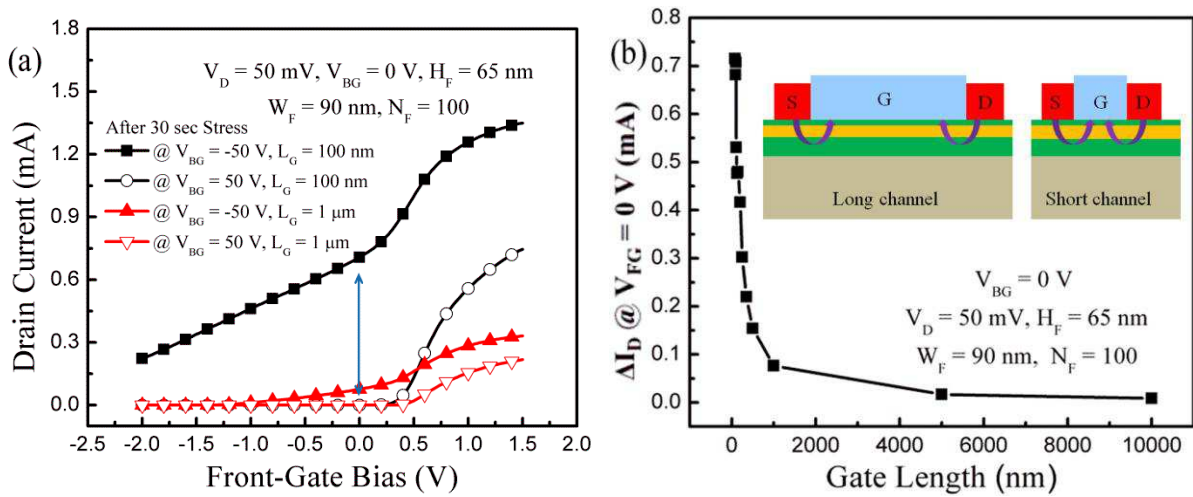 (a)
V_D = 50 mV, V_BG = 0 V, H_F = 65 nm
W_F = 90 nm, N_F = 100
After 30 sec Stress
@ V_BG = -50 V, L_G = 100 nm
@ V_BG = 50 V, L_G = 100 nm
@ V_BG = -50 V, L_G = 1 μm
@ V_BG = 50 V, L_G = 1 μm
Drain Current (mA)
1.8
1.5
1.2
0.9
0.6
0.3
0.0
-2.5 -2.0 -1.5 -1.0 -0.5 0.0 0.5 1.0 1.5 2.0
Front-Gate Bias (V)
(b)
ΔI_D @ V_FG = 0 V (mA)
0.7
0.6
0.5
0.4
0.3
0.2
0.1
0.0
S G D
Long channel
S G D
Short channel
V_BG = 0 V
V_D = 50 mV, H_F = 65 nm
W_F = 90 nm, N_F = 100
0 2000 4000 6000 8000 10000
Gate Length (nm)